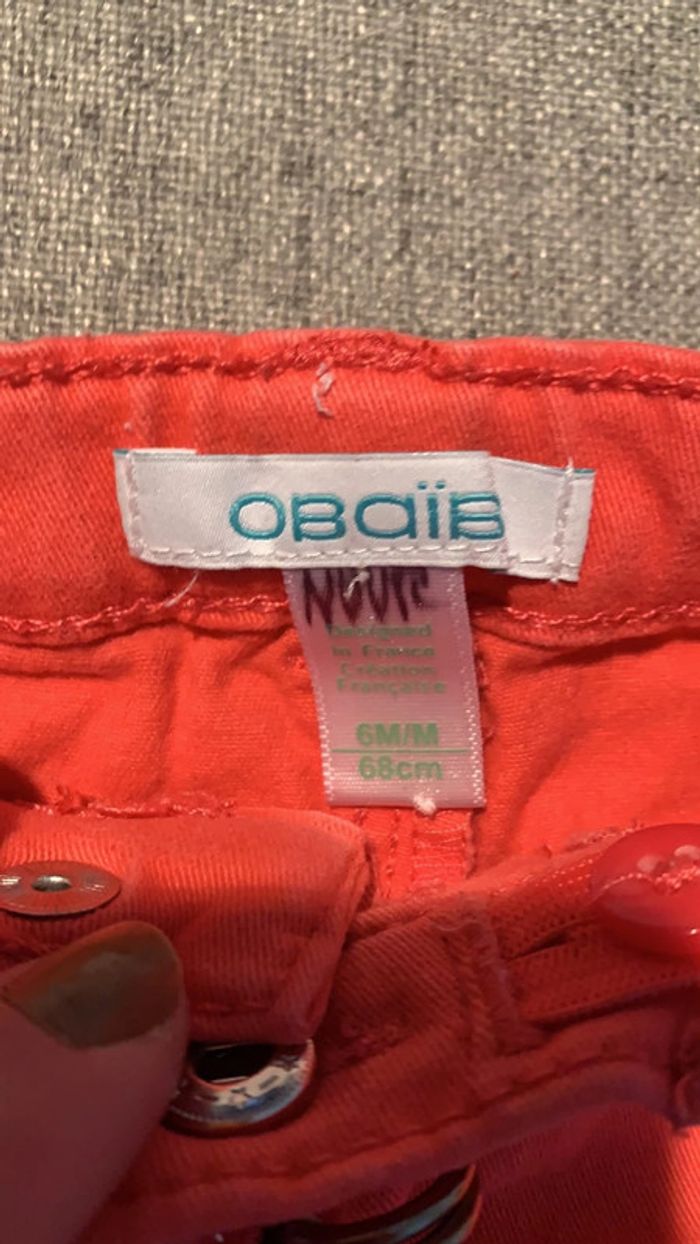 OBaïB
Designed
in France
Création
Française
6M/M
68cm